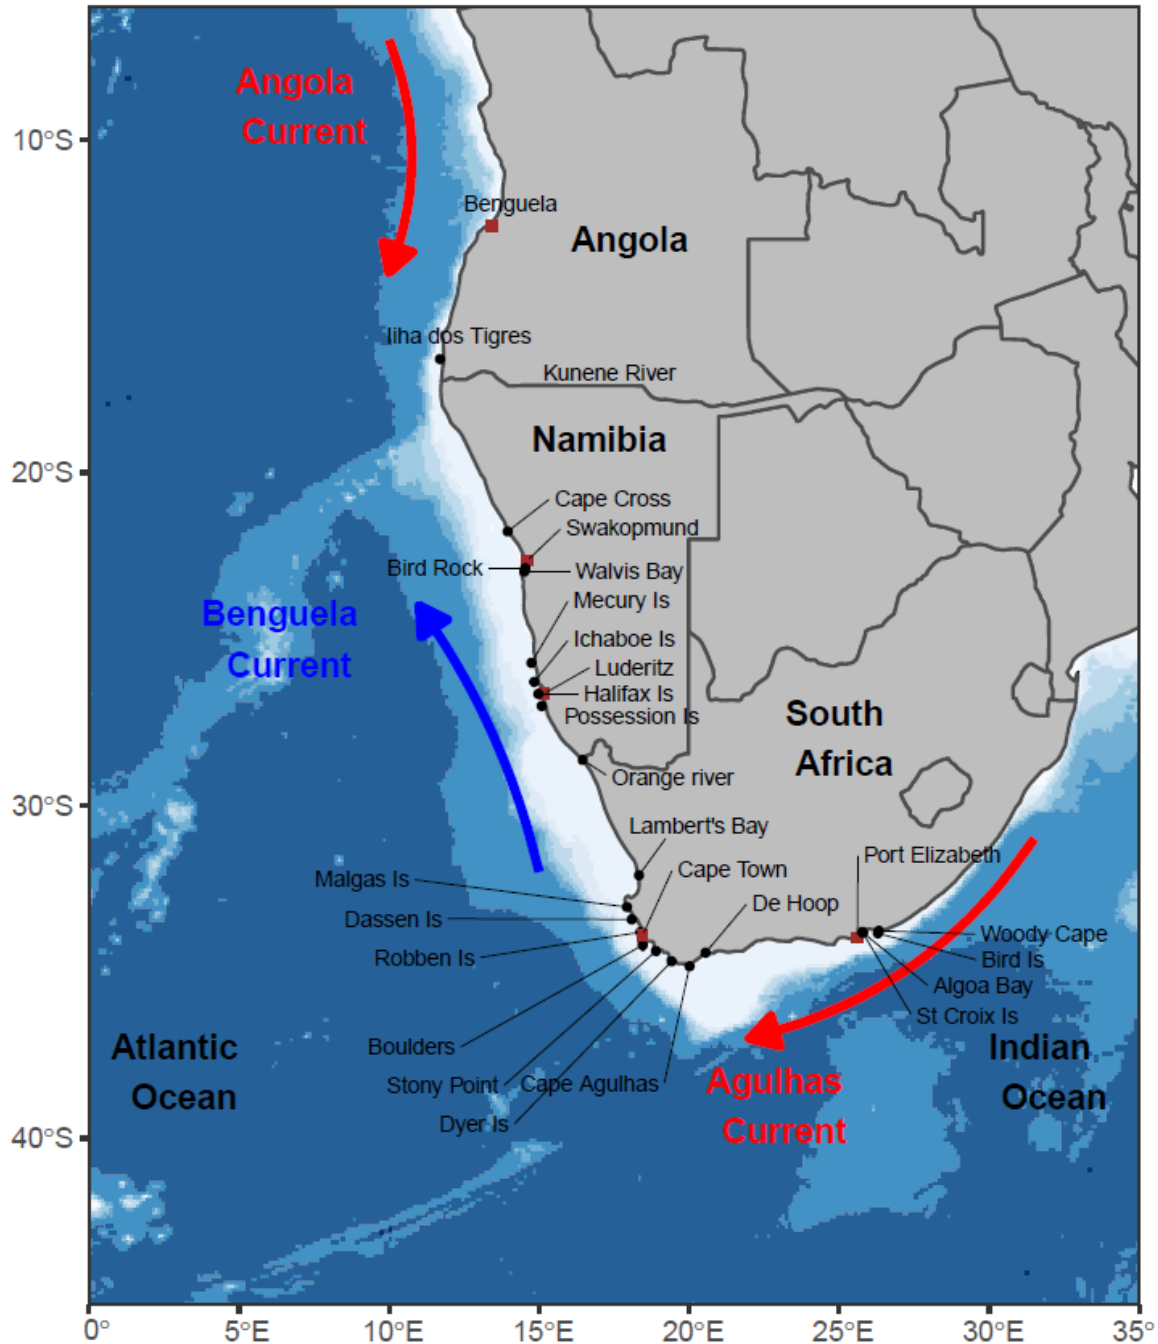 Angola
Current
10°S
Benguela
Angola
Ilha dos Tigres
Kunene River
Namibia
20°S
Cape Cross
Swakopmund
Bird Rock
Walvis Bay
Mecury Is
Benguela
Current
Ichaboe Is
Luderitz
Halifax Is
Possession Is
South
Africa
Orange river
30°S
Lambert's Bay
Port Elizabeth
Cape Town
Malgas Is
De Hoop
Dassen Is
Woody Cape
Robben Is
Bird Is
Algoa Bay
St Croix Is
Atlantic
Ocean
Boulders
Indian
Ocean
Stony Point
Cape Agulhas
Agulhas
Current
Dyer Is
40°S
0°
5°E
10°E
15°E
20°E
25°E
30°E
35°